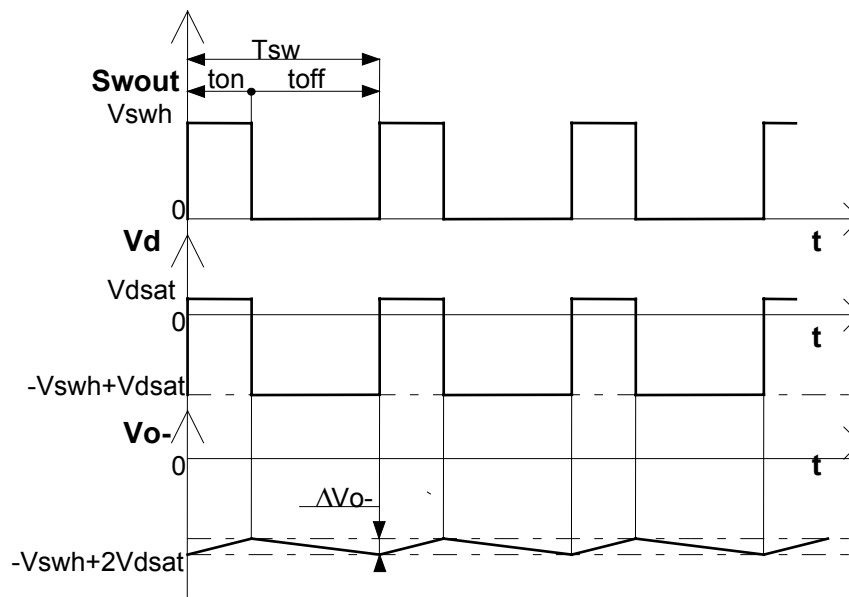 Tsw
Swout ton toff
Vswh
0
Vd t
Vdsat
0
t
-Vswh+Vdsat
Vo-
0 t
ΔVo-
-Vswh+2Vdsat